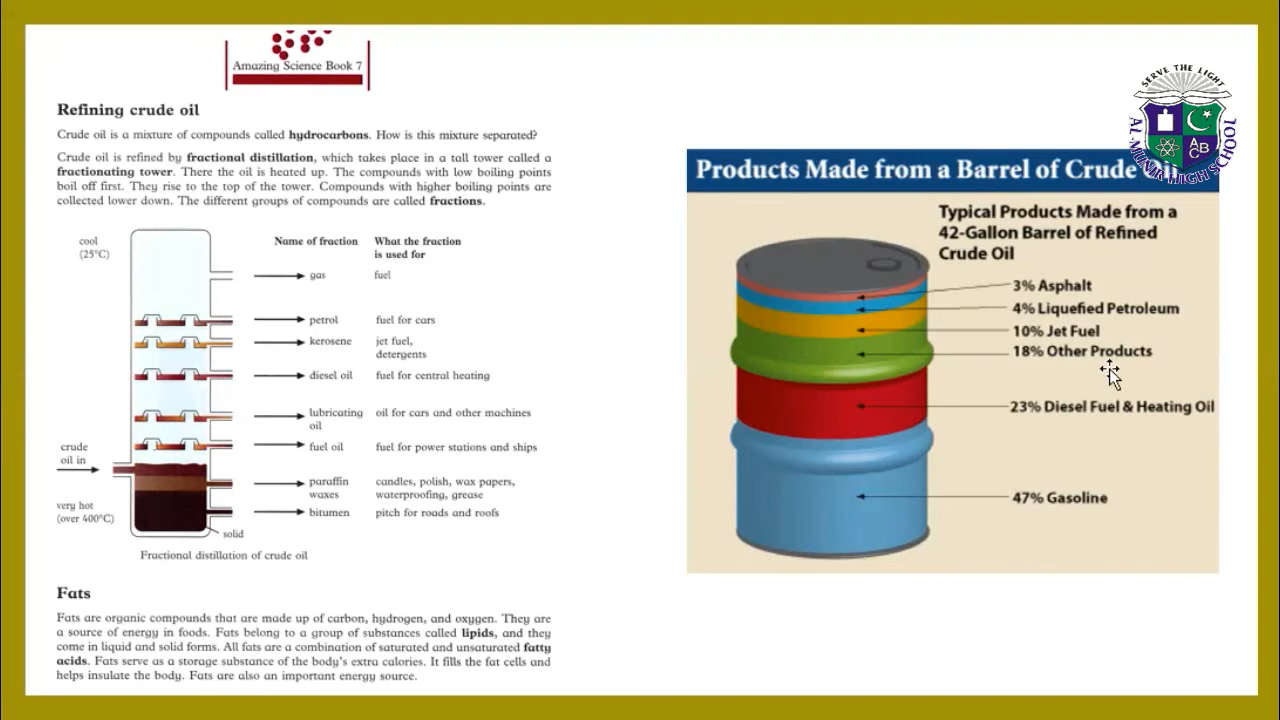 Amazing Science Book 7
Refining crude oil
Crude oil is a mixture of compounds called hydrocarbons. How is this mixture separated?
Crude oil is refined by fractional distillation, which takes place in a tall tower called a
fractionating tower. There the oil is heated up. The compounds with low boiling points
boil off first. They rise to the top of the tower. Compounds with higher boiling points are
collected lower down. The different groups of compounds are called fractions.
cool
(25°C)
Name of fraction
What the fraction
is used for
gas
fuel
petrol
fuel for cars
kerosene
jet fuel,
detergents
diesel oil
fuel for central heating
lubricating
oil
oil for cars and other machines
fuel oil
fuel for power stations and ships
crude
oil in
paraffin
waxes
candles, polish, wax papers,
waterproofing, grease
very hot
(over 400°C)
bitumen
pitch for roads and roofs
solid
Fractional distillation of crude oil
Fats
Fats are organic compounds that are made up of carbon, hydrogen, and oxygen. They are
a source of energy in foods. Fats belong to a group of substances called lipids, and they
come in liquid and solid forms. All fats are a combination of saturated and unsaturated fatty
acids. Fats serve as a storage substance of the body's extra calories. It fills the fat cells and
helps insulate the body. Fats are also an important energy source.
SERVE THE LIGHT
AL-MUNIR HIGH SCHOOL
AB
C
Products Made from a Barrel of Crude Oil
Typical Products Made from a
42-Gallon Barrel of Refined
Crude Oil
3% Asphalt
4% Liquefied Petroleum
10% Jet Fuel
18% Other Products
23% Diesel Fuel & Heating Oil
47% Gasoline